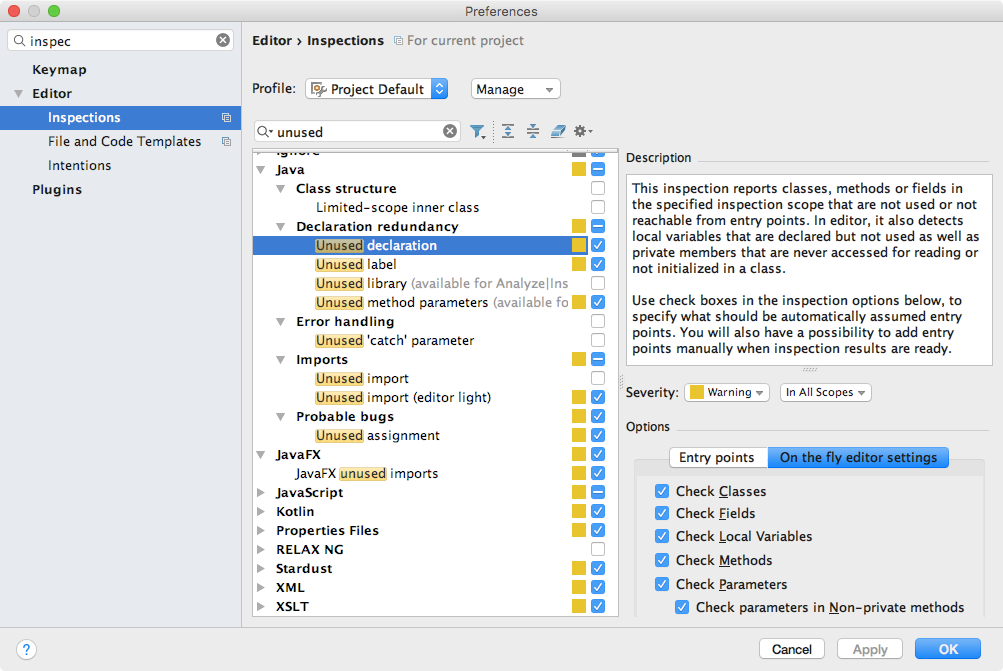 Preferences
inspec
Keymap
Editor
Inspections
File and Code Templates
Intentions
Plugins
Editor › Inspections For current project
Profile: Project Default Manage
unused
Ignore
Java
Class structure
Limited-scope inner class
Declaration redundancy
Unused declaration
Unused label
Unused library (available for Analyze|Ins
Unused method parameters (available fo
Error handling
Unused 'catch' parameter
Imports
Unused import
Unused import (editor light)
Probable bugs
Unused assignment
JavaFX
JavaFX unused imports
JavaScript
Kotlin
Properties Files
RELAX NG
Stardust
XML
XSLT
Description
This inspection reports classes, methods or fields in
the specified inspection scope that are not used or not
reachable from entry points. In editor, it also detects
local variables that are declared but not used as well as
private members that are never accessed for reading or
not initialized in a class.
Use check boxes in the inspection options below, to
specify what should be automatically assumed entry
points. You will also have a possibility to add entry
points manually when inspection results are ready.
Severity: Warning In All Scopes
Options
Entry points On the fly editor settings
Check Classes
Check Fields
Check Local Variables
Check Methods
Check Parameters
Check parameters in Non-private methods
? Cancel Apply OK